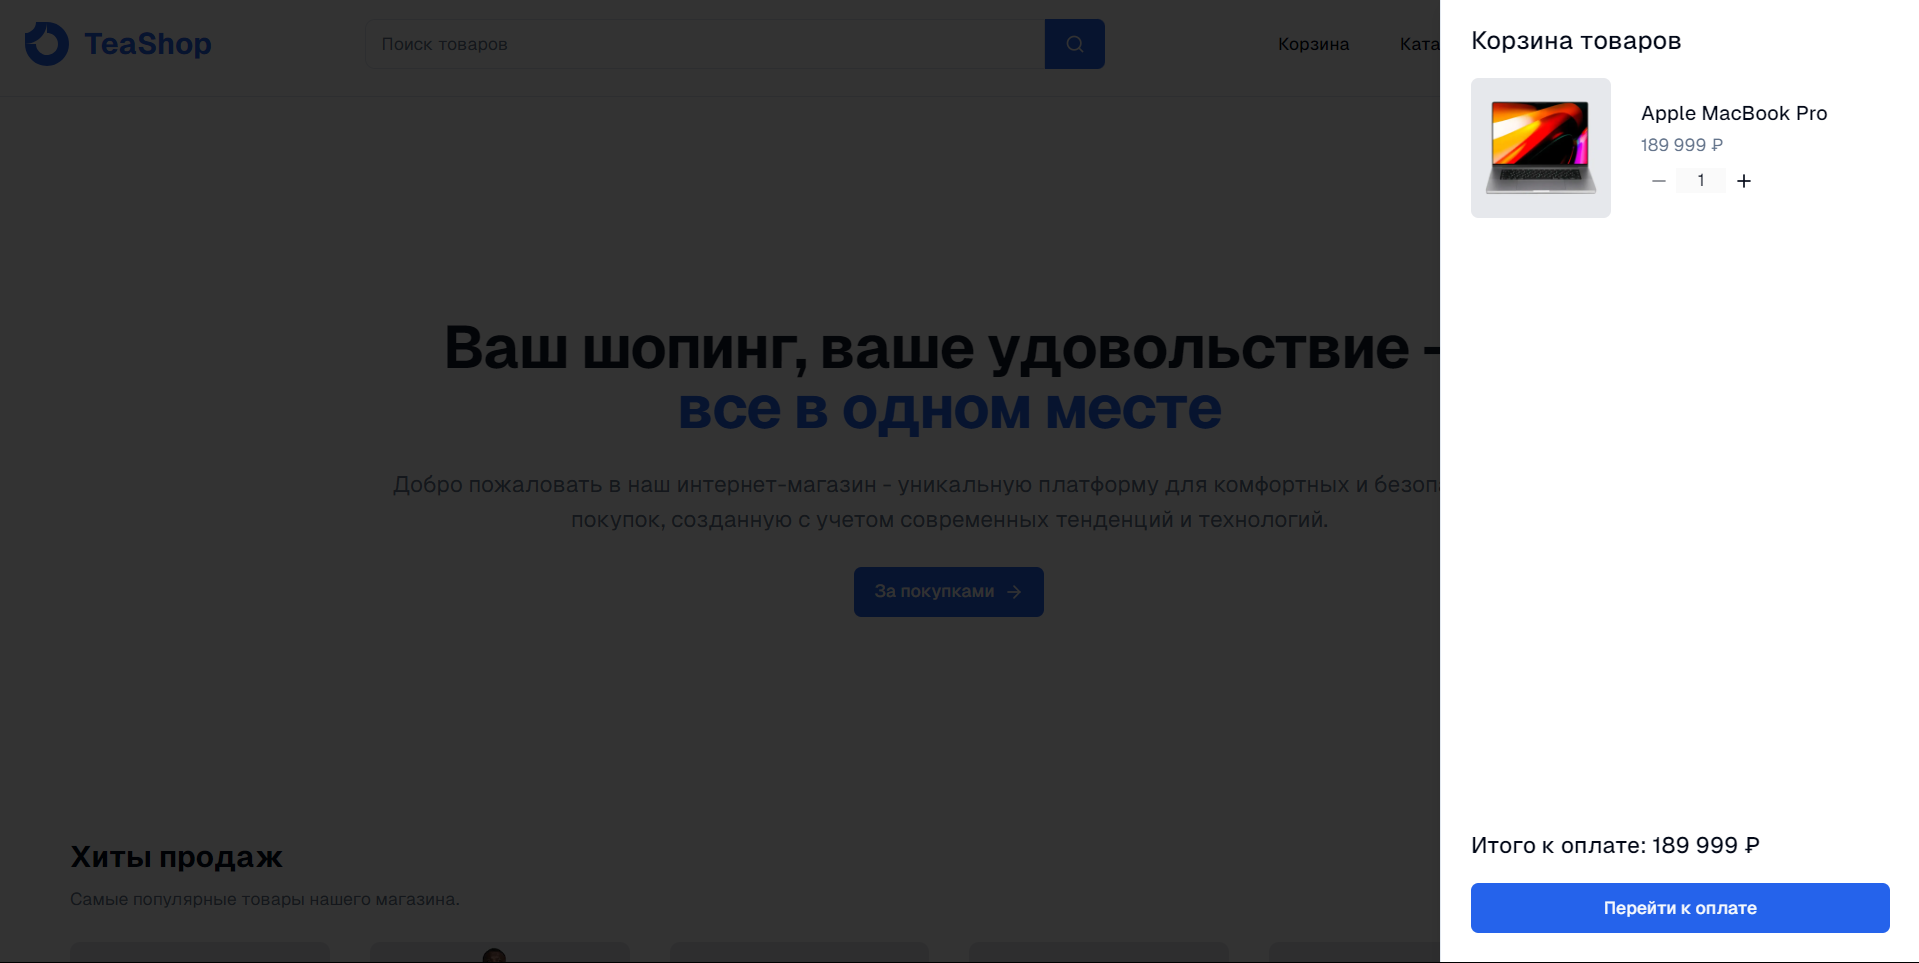 TeaShop
Поиск товаров
Корзина
Ваш шопинг, ваше удовольствие -
все в одном месте
Добро пожаловать в наш интернет-магазин - уникальную платформу для комфортных и
покупок, созданную с учетом современных тенденций и технологий.
За покупками
Хиты продаж
Самые популярные товары нашего магазина.
Корзина товаров
Apple MacBook Pro
189 999 ₽
1
Итого к оплате: 189 999 ₽
Перейти к оплате